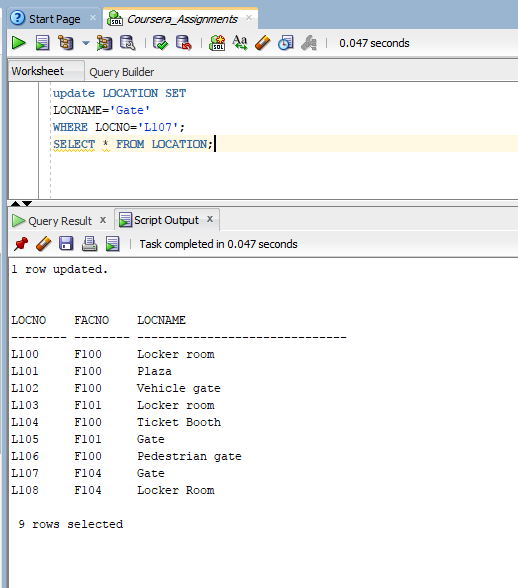 Start Page
Coursera_Assignments
0.047 seconds
Worksheet Query Builder
update LOCATION SET
LOCNAME='Gate'
WHERE LOCNO='L107';
SELECT * FROM LOCATION;
Query Result x Script Output x
Task completed in 0.047 seconds
1 row updated.
LOCNO FACNO LOCNAME
-------- -------- ------------------------------
L100 F100 Locker room
L101 F100 Plaza
L102 F100 Vehicle gate
L103 F101 Locker room
L104 F100 Ticket Booth
L105 F101 Gate
L106 F100 Pedestrian gate
L107 F104 Gate
L108 F104 Locker Room
9 rows selected